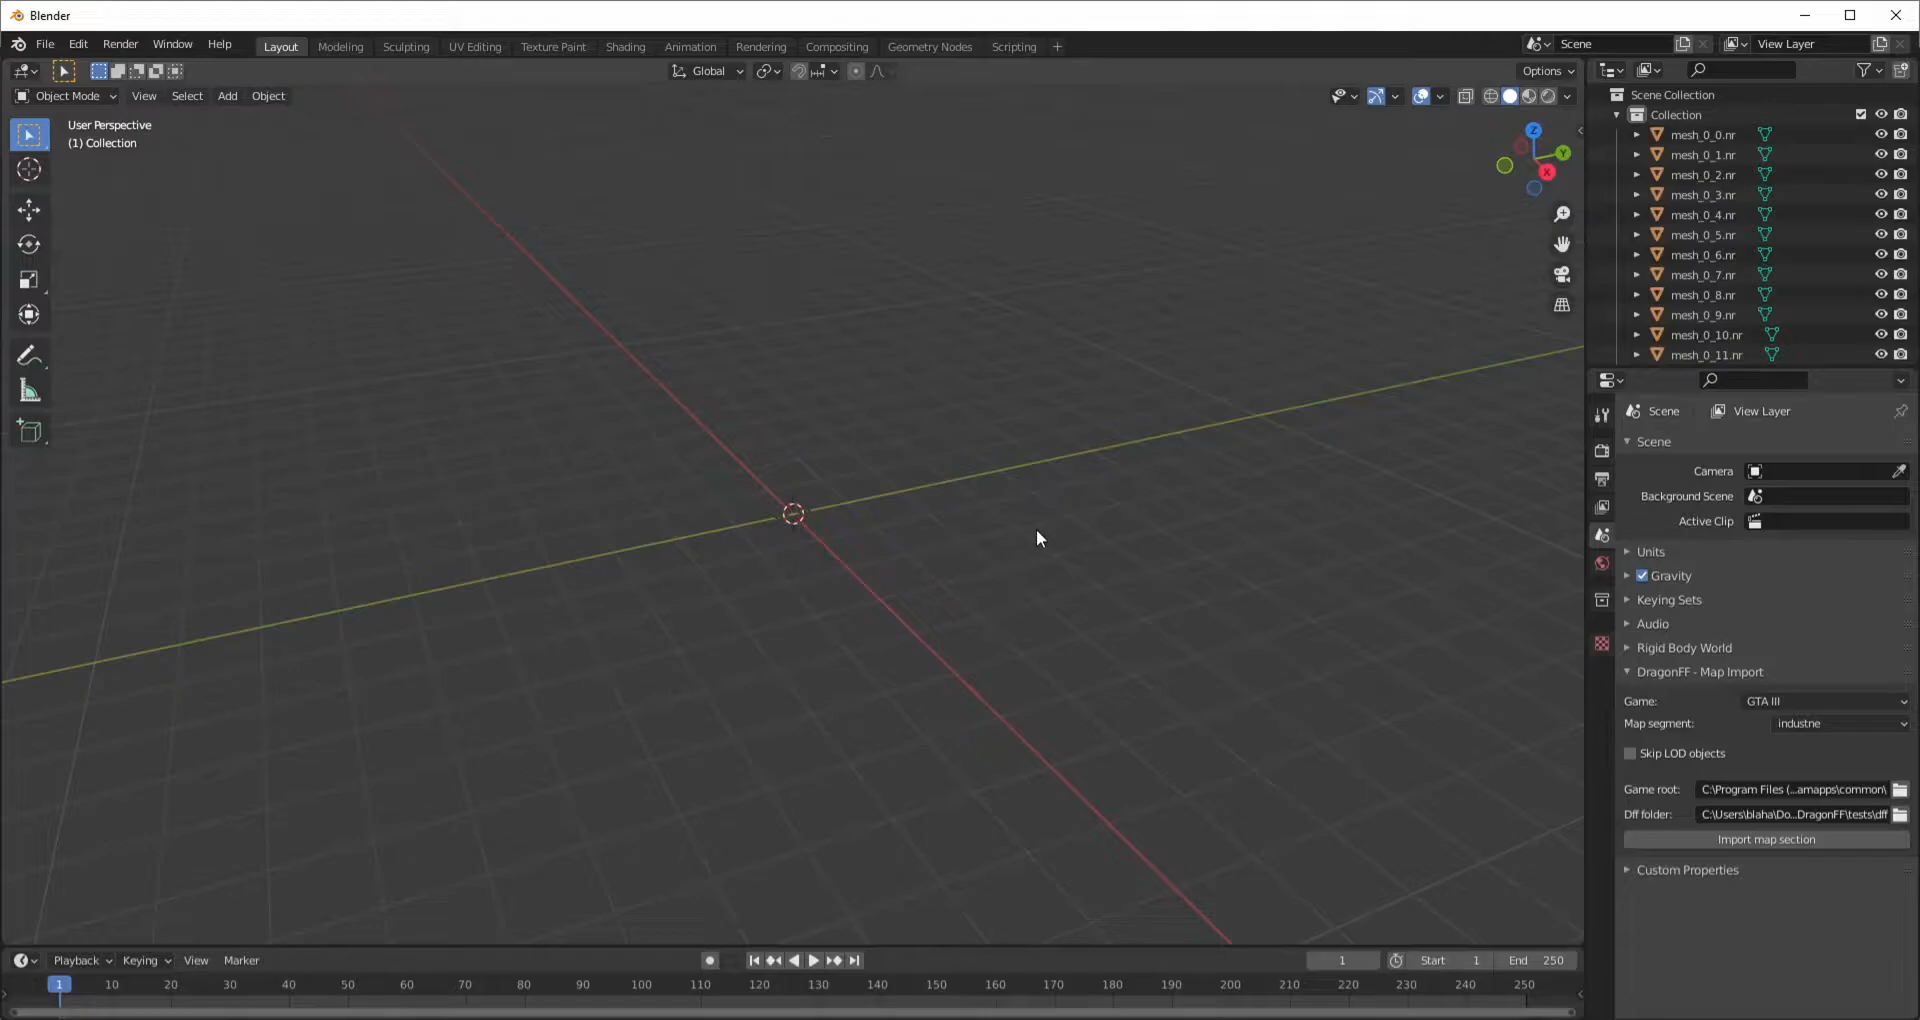 Blender
File Edit Render Window Help Layout Modeling Sculpting UV Editing Texture Paint Shading Animation Rendering Compositing Geometry Nodes Scripting + Scene View Layer
Global Options
Object Mode View Select Add Object
User Perspective
(1) Collection
Z
Y
X
Scene Collection
Collection
mesh_0_0.nr
mesh_0_1.nr
mesh_0_2.nr
mesh_0_3.nr
mesh_0_4.nr
mesh_0_5.nr
mesh_0_6.nr
mesh_0_7.nr
mesh_0_8.nr
mesh_0_9.nr
mesh_0_10.nr
mesh_0_11.nr
Scene View Layer
Scene
Camera
Background Scene
Active Clip
Units
Gravity
Keying Sets
Audio
Rigid Body World
DragonFF - Map Import
Game: GTA III
Map segment: industne
Skip LOD objects
Game root: C:\Program Files (...amapps\common\
Dff folder: C:\Users\blaha\Do...DragonFF\tests\dff
Import map section
Custom Properties
Playback Keying View Marker 1 Start 1 End 250
1 10 20 30 40 50 60 70 80 90 100 110 120 130 140 150 160 170 180 190 200 210 220 230 240 250